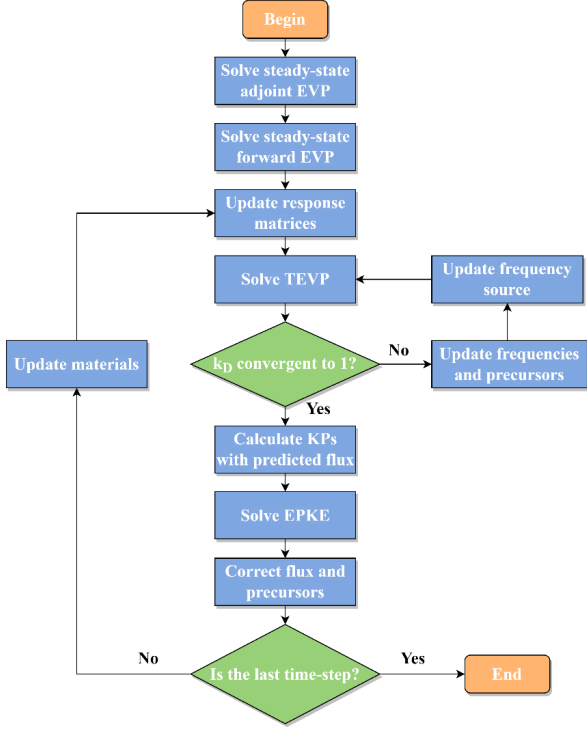 Begin
Solve steady-state
adjoint EVP
Solve steady-state
forward EVP
Update response
matrices
Solve TEVP
Update frequency
source
k_D convergent to 1?
No
Update frequencies
and precursors
Update materials
Yes
Calculate KPs
with predicted flux
Solve EPKE
Correct flux and
precursors
Is the last time-step?
No
Yes
End